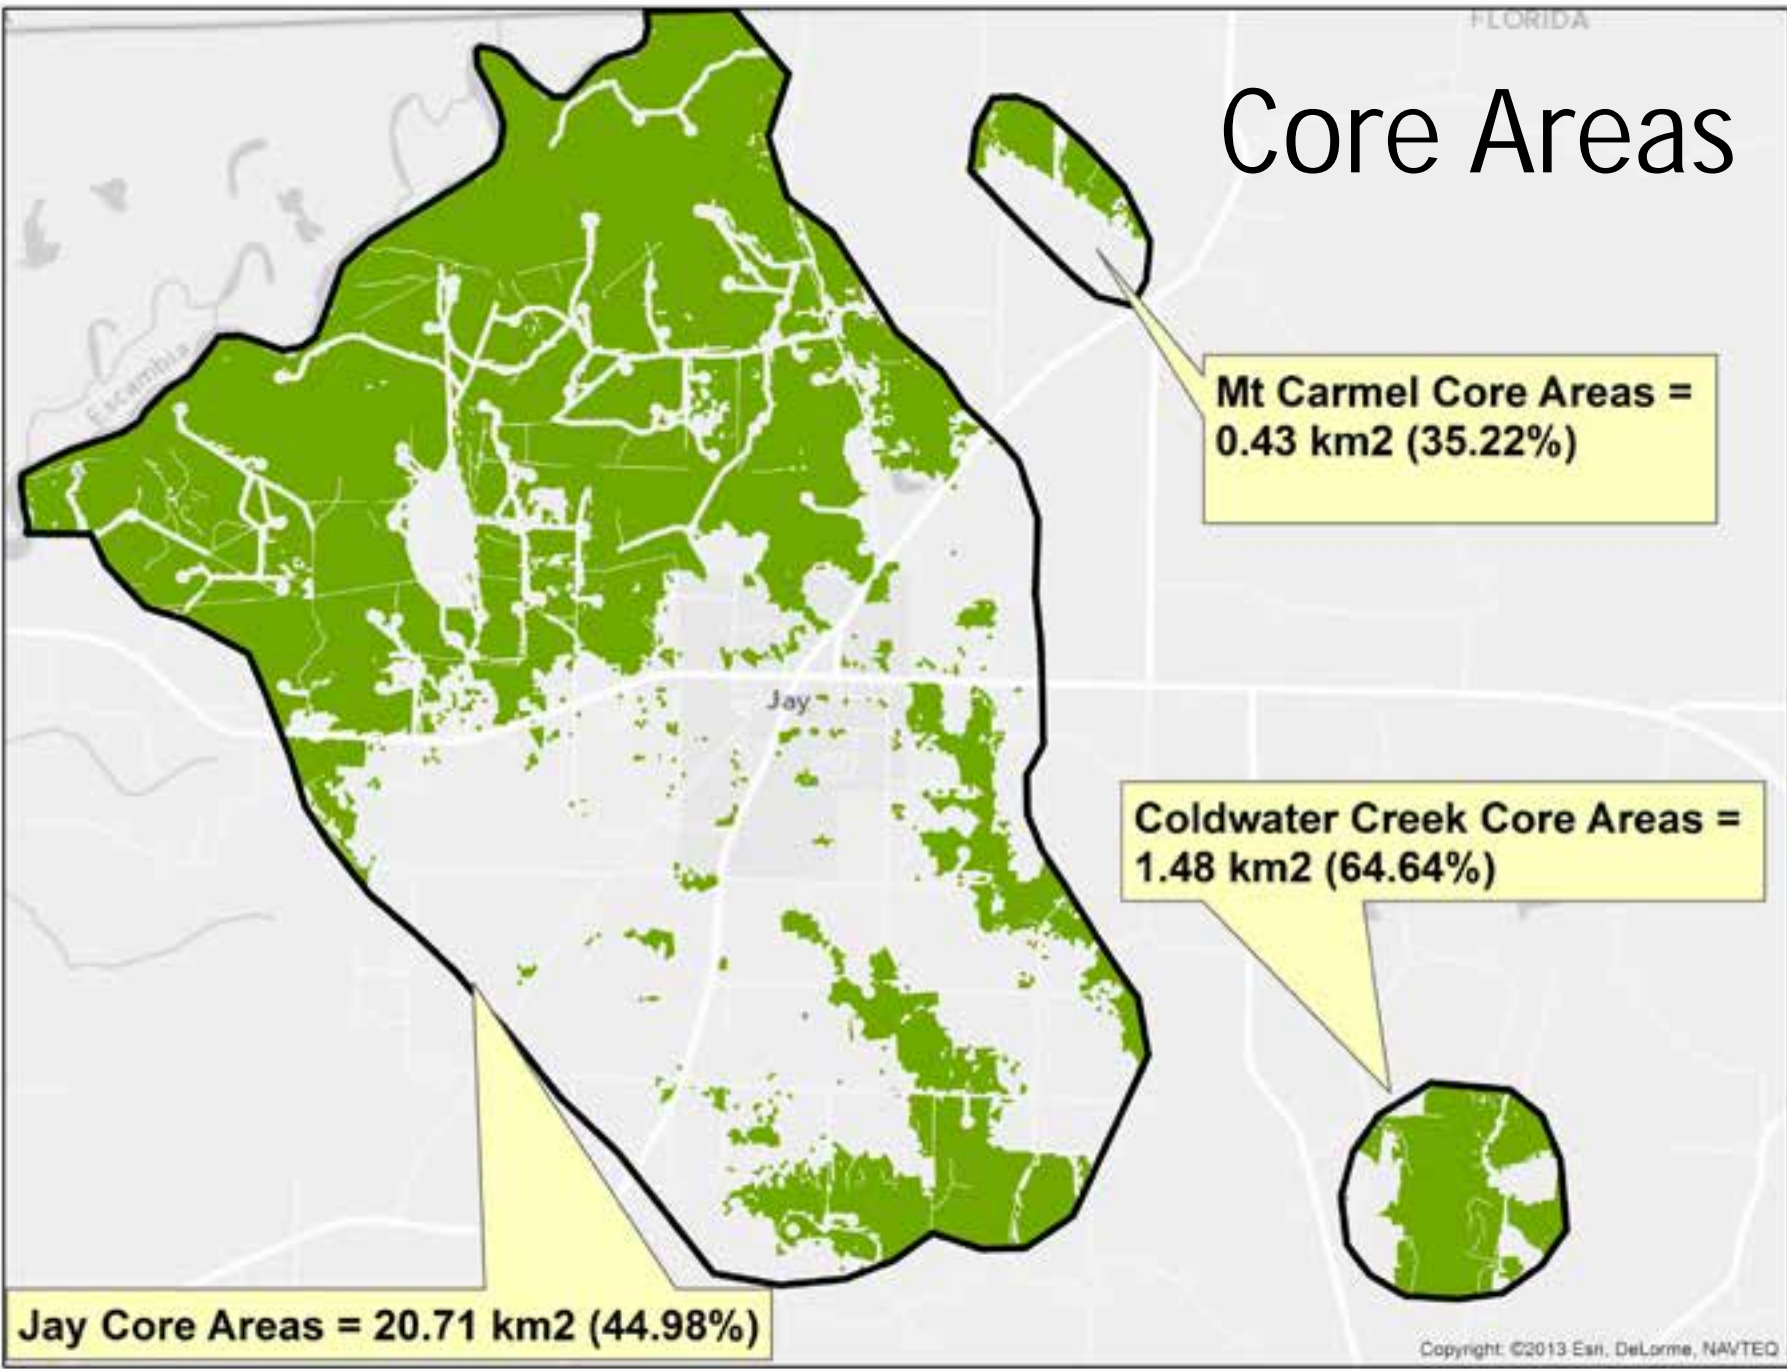 FLORIDA
Core Areas
Escambia
Mt Carmel Core Areas =
0.43 km2 (35.22%)
Jay
Coldwater Creek Core Areas =
1.48 km2 (64.64%)
Jay Core Areas = 20.71 km2 (44.98%)
Copyright: ©2013 Esri, DeLorme, NAVTEQ